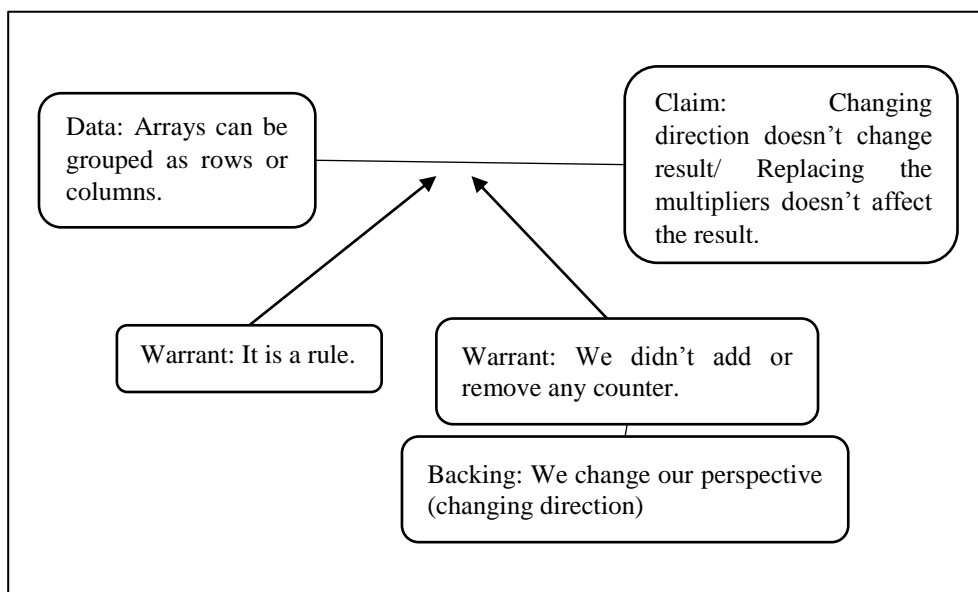 Data: Arrays can be
grouped as rows or
columns.
Claim: Changing
direction doesn’t change
result/ Replacing the
multipliers doesn’t affect
the result.
Warrant: It is a rule.
Warrant: We didn’t add or
remove any counter.
Backing: We change our perspective
(changing direction)